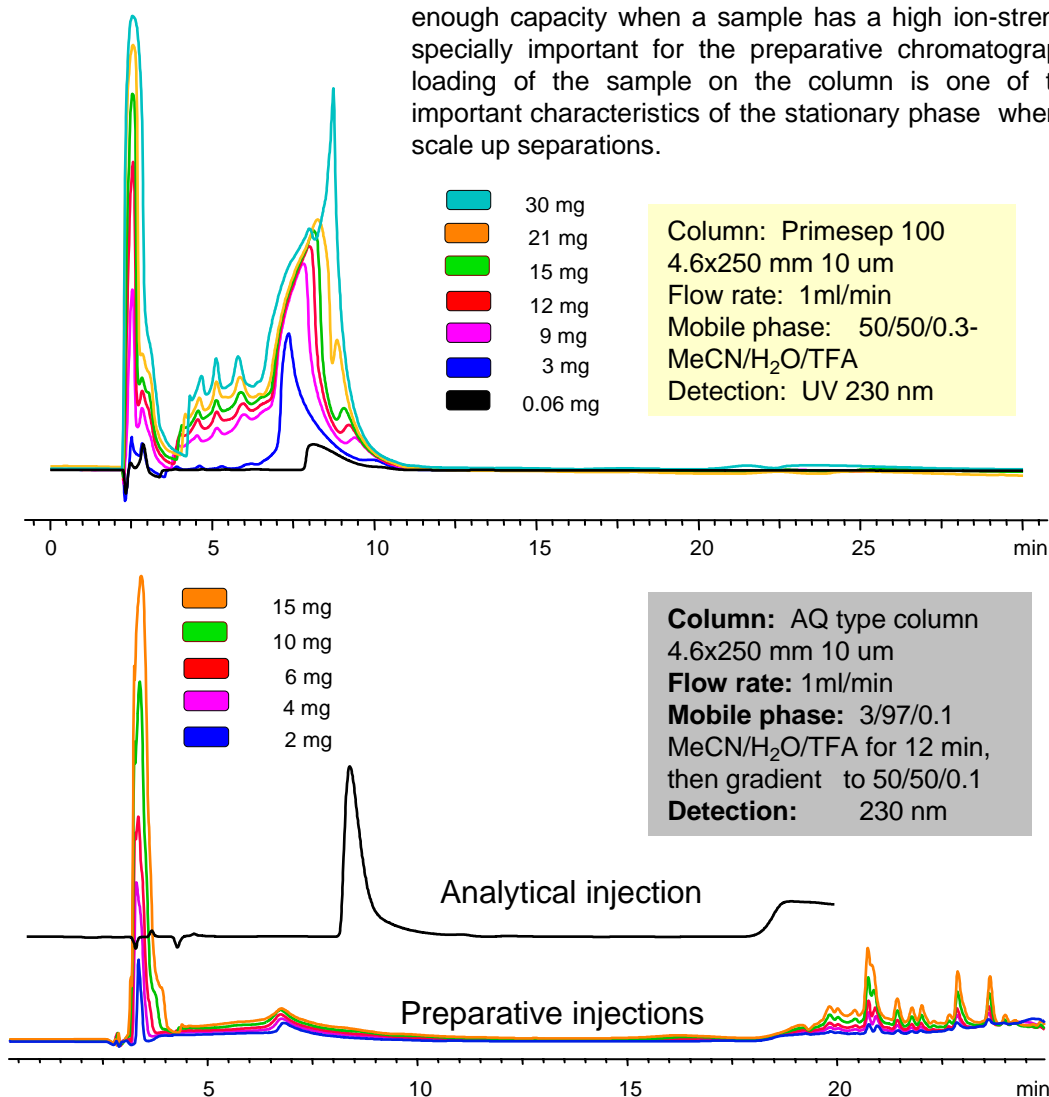 enough capacity when a sample has a high ion-stren
specially important for the preparative chromatograp
loading of the sample on the column is one of t
important characteristics of the stationary phase when
scale up separations.
30 mg
21 mg
15 mg
12 mg
9 mg
3 mg
0.06 mg
Column: Primesep 100
4.6x250 mm 10 um
Flow rate: 1ml/min
Mobile phase: 50/50/0.3-
MeCN/H₂O/TFA
Detection: UV 230 nm
0 5 10 15 20 25 min
15 mg
10 mg
6 mg
4 mg
2 mg
Column: AQ type column
4.6x250 mm 10 um
Flow rate: 1ml/min
Mobile phase: 3/97/0.1
MeCN/H₂O/TFA for 12 min,
then gradient to 50/50/0.1
Detection: 230 nm
Analytical injection
Preparative injections
5 10 15 20 min